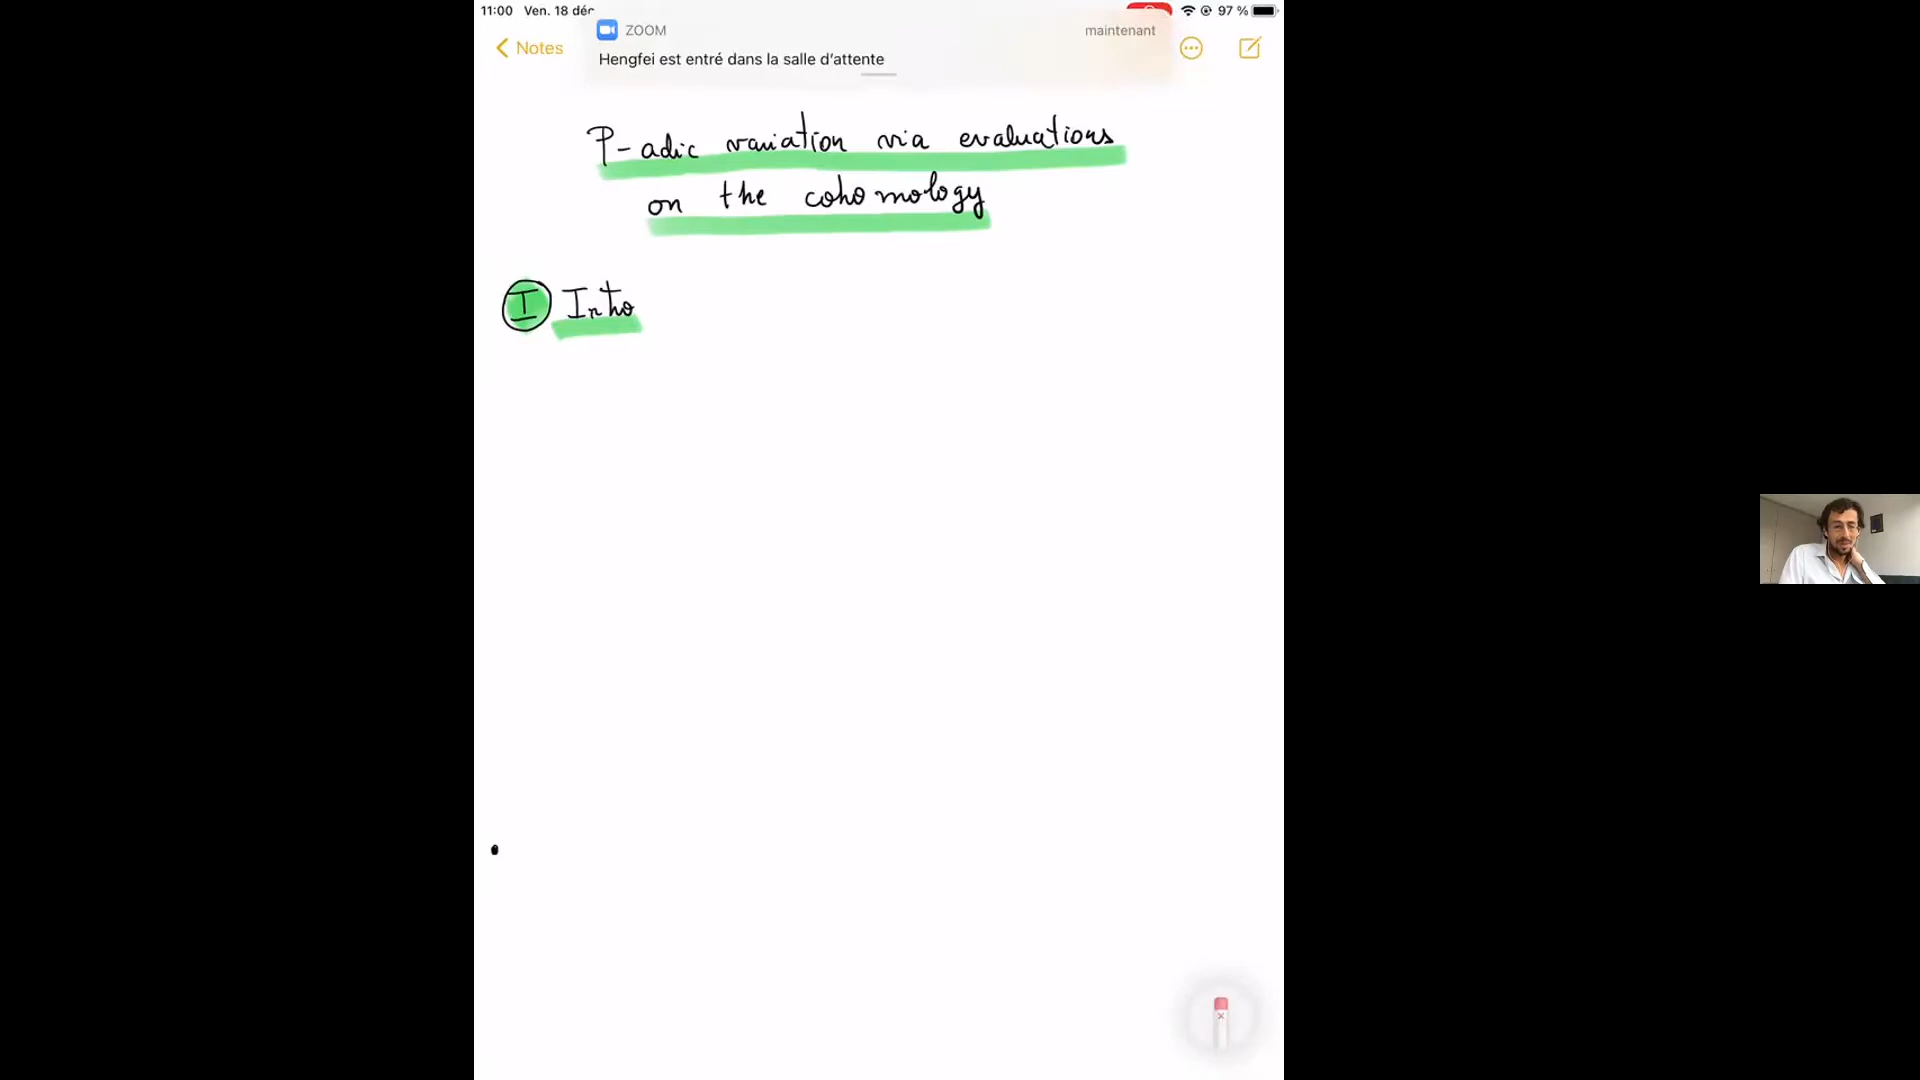 11:00 Ven. 18 déc
97 %
ZOOM
maintenant
Notes
Hengfei est entré dans la salle d'attente
P-adic variation via evaluations
on the cohomology
I Intro